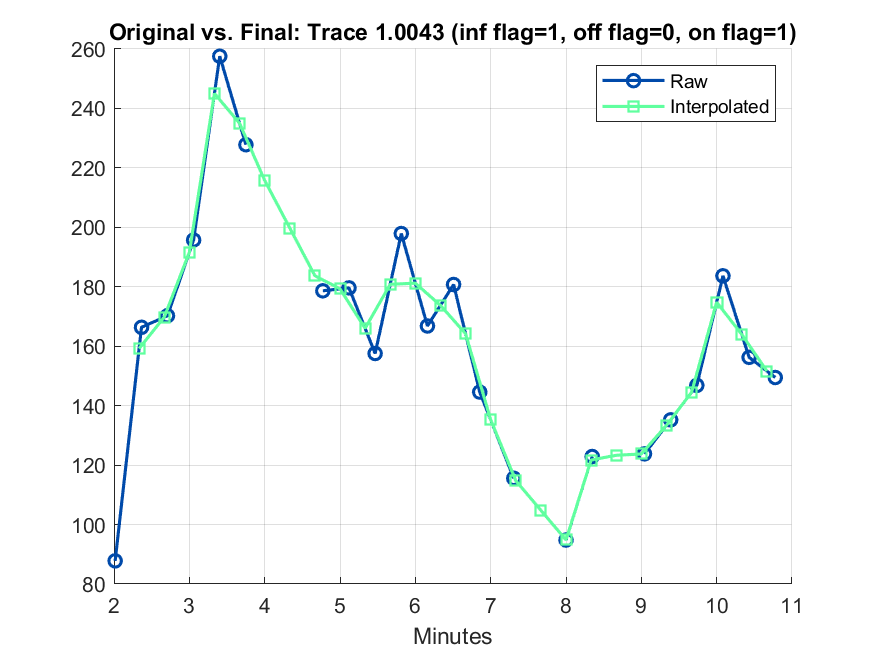 Original vs. Final: Trace 1.0043 (inf flag=1, off flag=0, on flag=1)
260
240
220
200
180
160
140
120
100
80
Raw
Interpolated
2 3 4 5 6 7 8 9 10 11
Minutes